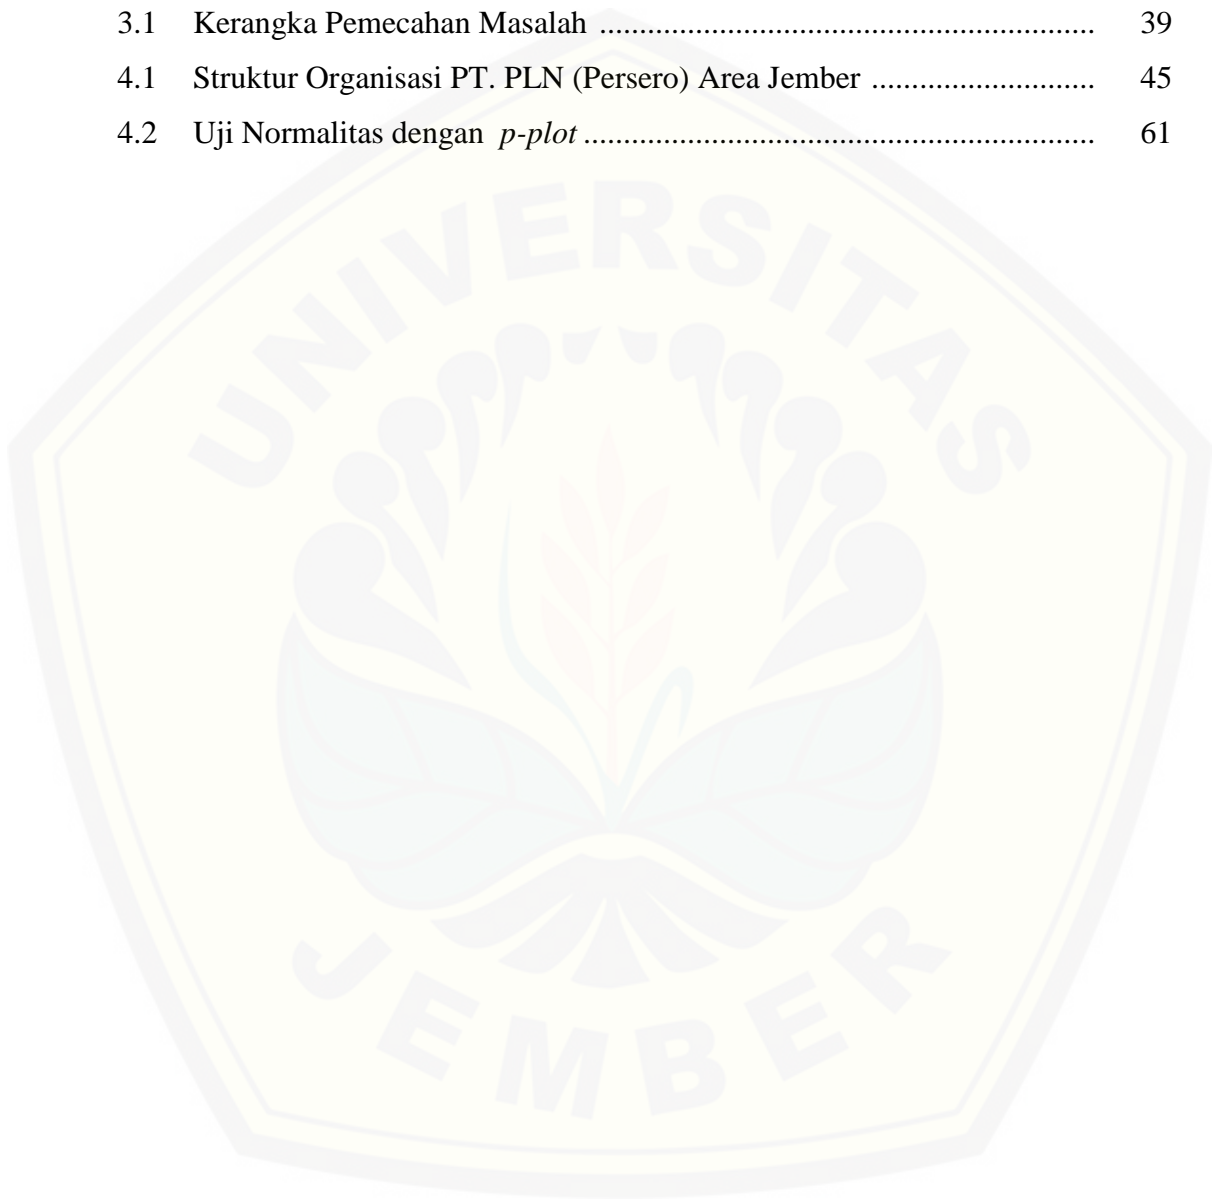 3.1 Kerangka Pemecahan Masalah .............................................................. 39
4.1 Struktur Organisasi PT. PLN (Persero) Area Jember ............................ 45
4.2 Uji Normalitas dengan p-plot ................................................................ 61
UNIVERSITAS
JEMBER